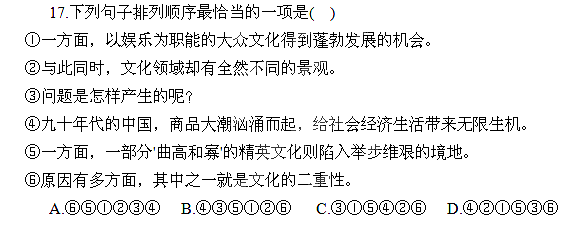 17.下列句子排列顺序最恰当的一项是(　)
①一方面，以娱乐为职能的大众文化得到蓬勃发展的机会。
②与此同时，文化领域却有全然不同的景观。
③问题是怎样产生的呢?
④九十年代的中国，商品大潮汹涌而起，给社会经济生活带来无限生机。
⑤一方面，一部分'曲高和寡'的精英文化则陷入举步维艰的境地。
⑥原因有多方面，其中之一就是文化的二重性。
A.⑥⑤①②③④ B.④③⑤①②⑥ C.③①⑤④②⑥ D.④②①⑤③⑥